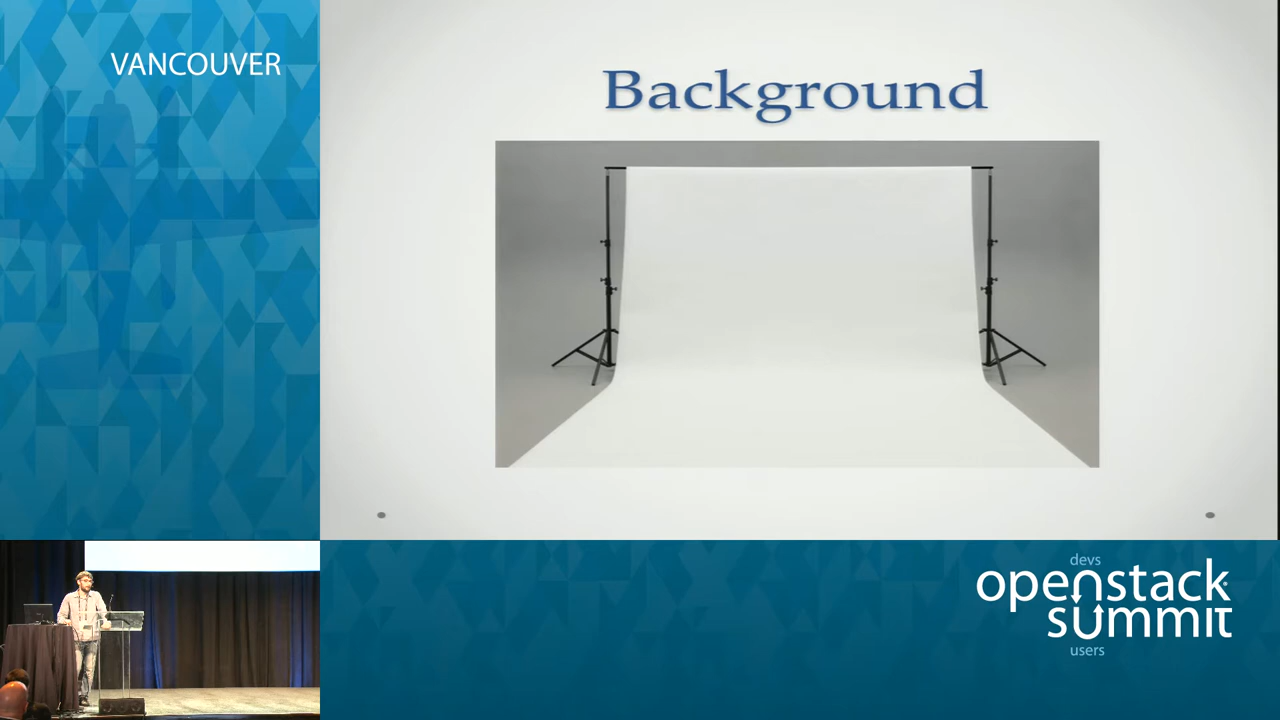 VANCOUVER
Background
devs
openstack
summit
users